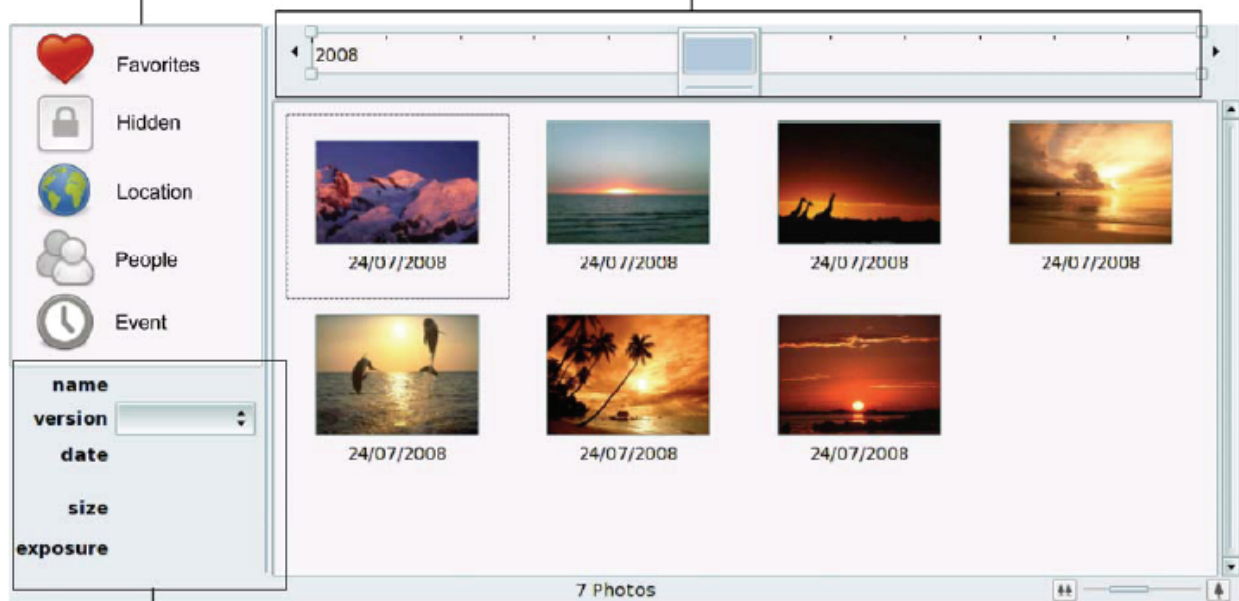 Favorites
Hidden
Location
People
Event
name
version
date
size
exposure
2008
24/07/2008 24/07/2008 24/07/2008 24/07/2008
24/07/2008 24/07/2008 24/07/2008
7 Photos